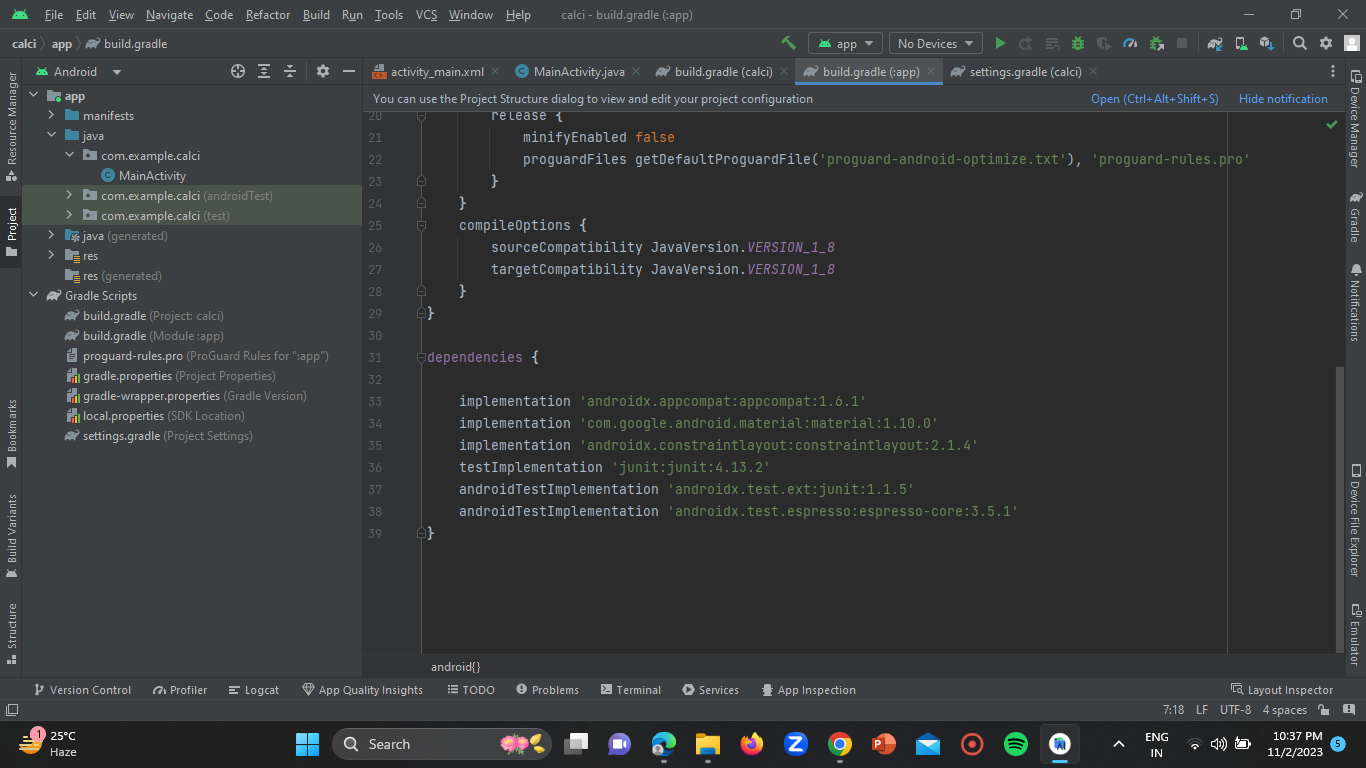 File Edit View Navigate Code Refactor Build Run Tools VCS Window Help calci - build.gradle (:app)
calci app build.gradle
app No Devices
Android
activity_main.xml MainActivity.java build.gradle (calci) build.gradle (:app) settings.gradle (calci)
You can use the Project Structure dialog to view and edit your project configuration Open (Ctrl+Alt+Shift+S) Hide notification
Resource Manager
Project
Bookmarks
Build Variants
Structure
app
manifests
java
com.example.calci
MainActivity
com.example.calci (androidTest)
com.example.calci (test)
java (generated)
res
res (generated)
Gradle Scripts
build.gradle (Project: calci)
build.gradle (Module :app)
proguard-rules.pro (ProGuard Rules for ":app")
gradle.properties (Project Properties)
gradle-wrapper.properties (Gradle Version)
local.properties (SDK Location)
settings.gradle (Project Settings)
20 release {
21 minifyEnabled false
22 proguardFiles getDefaultProguardFile('proguard-android-optimize.txt'), 'proguard-rules.pro'
23 }
24 }
25 compileOptions {
26 sourceCompatibility JavaVersion.VERSION_1_8
27 targetCompatibility JavaVersion.VERSION_1_8
28 }
29 }
30
31 dependencies {
32
33 implementation 'androidx.appcompat:appcompat:1.6.1'
34 implementation 'com.google.android.material:material:1.10.0'
35 implementation 'androidx.constraintlayout:constraintlayout:2.1.4'
36 testImplementation 'junit:junit:4.13.2'
37 androidTestImplementation 'androidx.test.ext:junit:1.1.5'
38 androidTestImplementation 'androidx.test.espresso:espresso-core:3.5.1'
39 }
android{}
Device Manager
Gradle
Notifications
Device File Explorer
Emulator
Version Control Profiler Logcat App Quality Insights TODO Problems Terminal Services App Inspection Layout Inspector
7:18 LF UTF-8 4 spaces
1 25°C
Haze
Search
ENG
IN
10:37 PM
11/2/2023
5